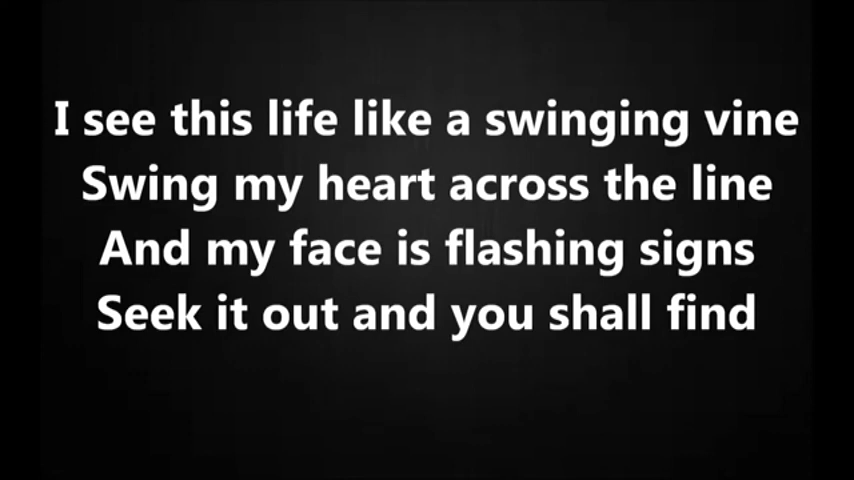 I see this life like a swinging vine
Swing my heart across the line
And my face is flashing signs
Seek it out and you shall find